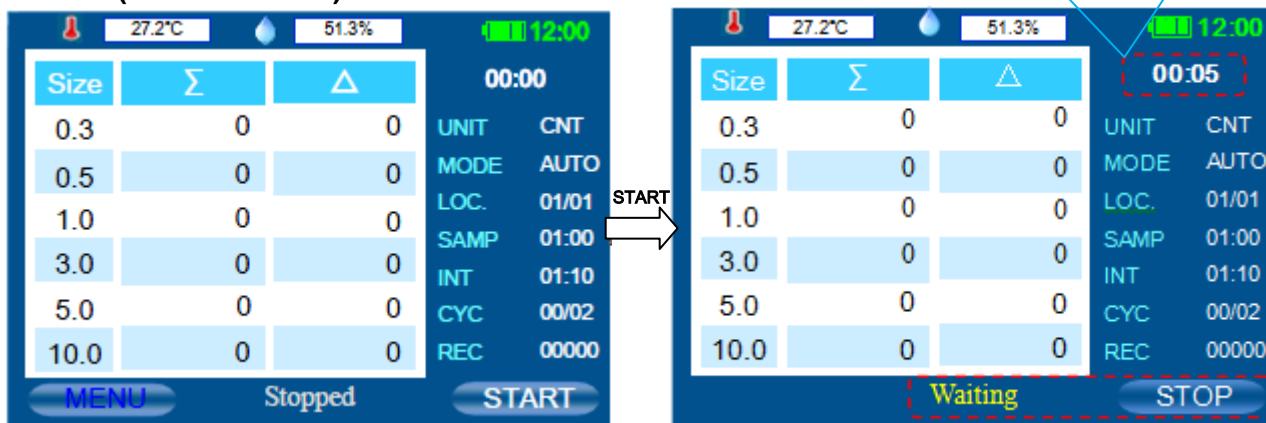 27.2°C 51.3% 12:00
Size Σ Δ 00:00
0.3 0 0 UNIT CNT
0.5 0 0 MODE AUTO
1.0 0 0 LOC. 01/01
3.0 0 0 SAMP 01:00
5.0 0 0 INT 01:10
10.0 0 0 CYC 00/02
REC 00000
MENU Stopped START
START
27.2°C 51.3% 12:00
Size Σ Δ 00:05
0.3 0 0 UNIT CNT
0.5 0 0 MODE AUTO
1.0 0 0 LOC. 01/01
3.0 0 0 SAMP 01:00
5.0 0 0 INT 01:10
10.0 0 0 CYC 00/02
REC 00000
Waiting STOP